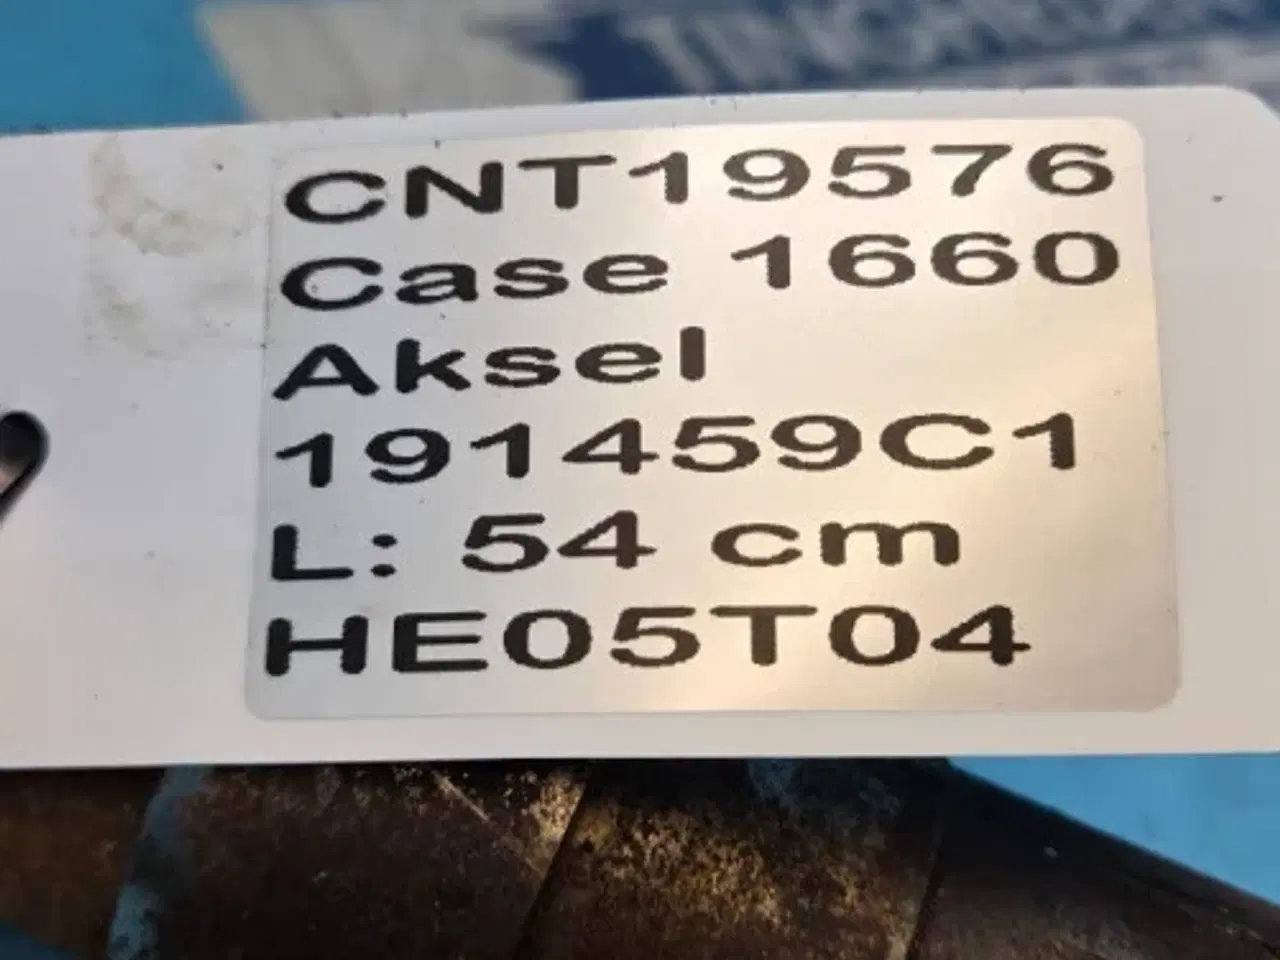 CNT19576
Case 1660
Aksel
191459C1
L: 54 cm
HE05T04